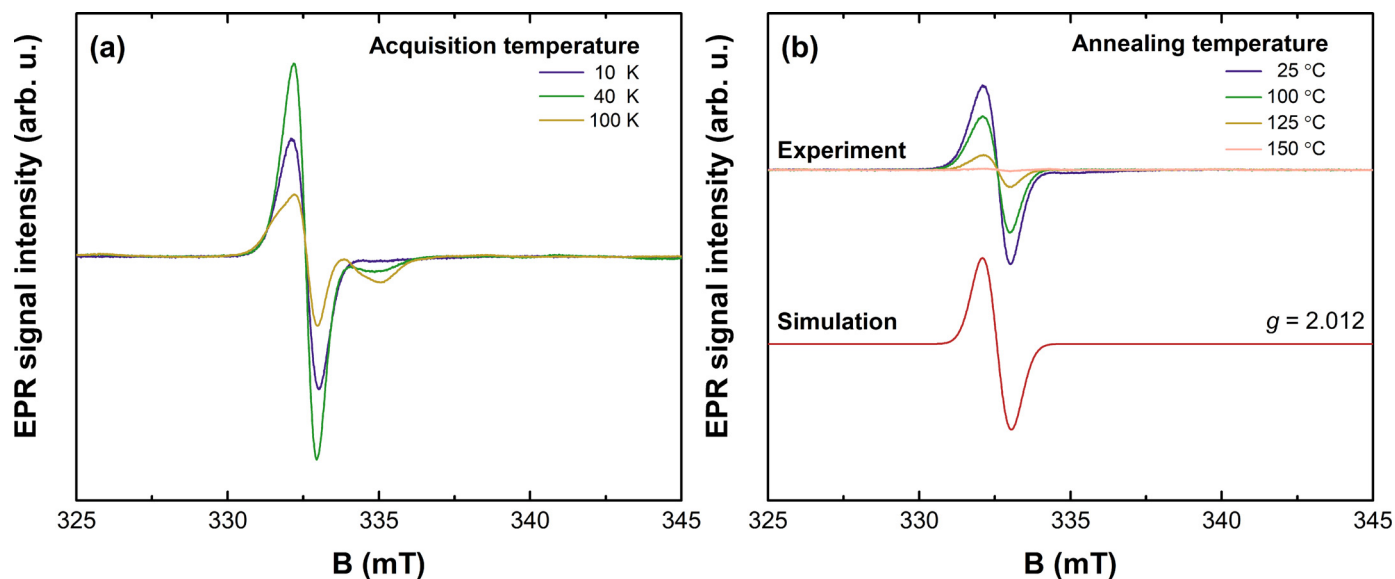 (a)
Acquisition temperature
10 K
40 K
100 K
EPR signal intensity (arb. u.)
325 330 335 340 345
B (mT)
(b)
Annealing temperature
25 °C
100 °C
125 °C
150 °C
Experiment
Simulation
g = 2.012
EPR signal intensity (arb. u.)
325 330 335 340 345
B (mT)